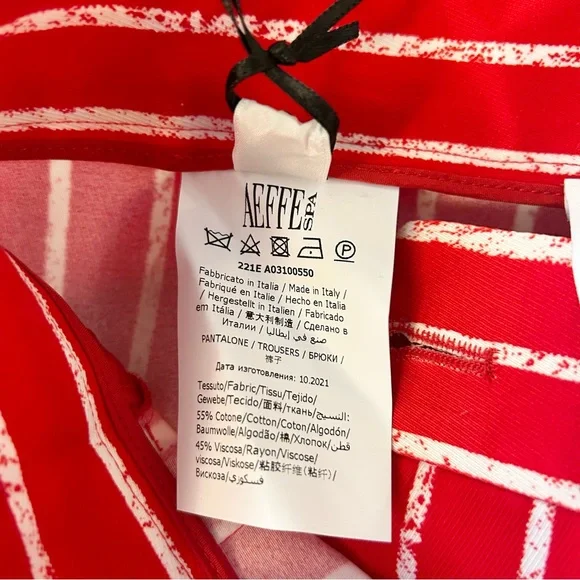 AEFFE SPA
P
221E A03100550
Fabbricato in Italia / Made in Italy /
Fabriqué en Italie / Hecho en Italia
/ Hergestellt in Italien / Fabricado
em Itália / 意大利制造 / Сделано в
Италии / صنع في ايطاليا /
PANTALONE / TROUSERS / БРЮКИ /
裤子
Дата изготовления: 10.2021
Tessuto/Fabric/Tissu/Tejido/
Gewebe/Tecido/面料/ткань/النسيج:
55% Cotone/Cotton/Coton/Algodón/
Baumwolle/Algodão/棉/Хлопок/قطن
45% Viscosa/Rayon/Viscose/
viscosa/Viskose/粘胶纤维(粘纤)/
Вискоза/فسكوزي